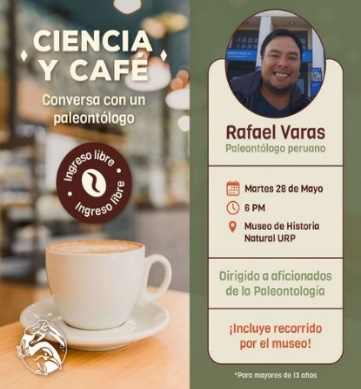 CIENCIA
Y CAFÉ
Conversa con un
paleontólogo
Ingreso libre •
Ingreso libre •
Rafael Varas
Paleontólogo peruano
Martes 28 de Mayo
6 PM
Museo de Historia
Natural URP
Dirigido a aficionados
de la Paleontología
¡Incluye recorrido
por el museo!
*Para mayores de 15 años